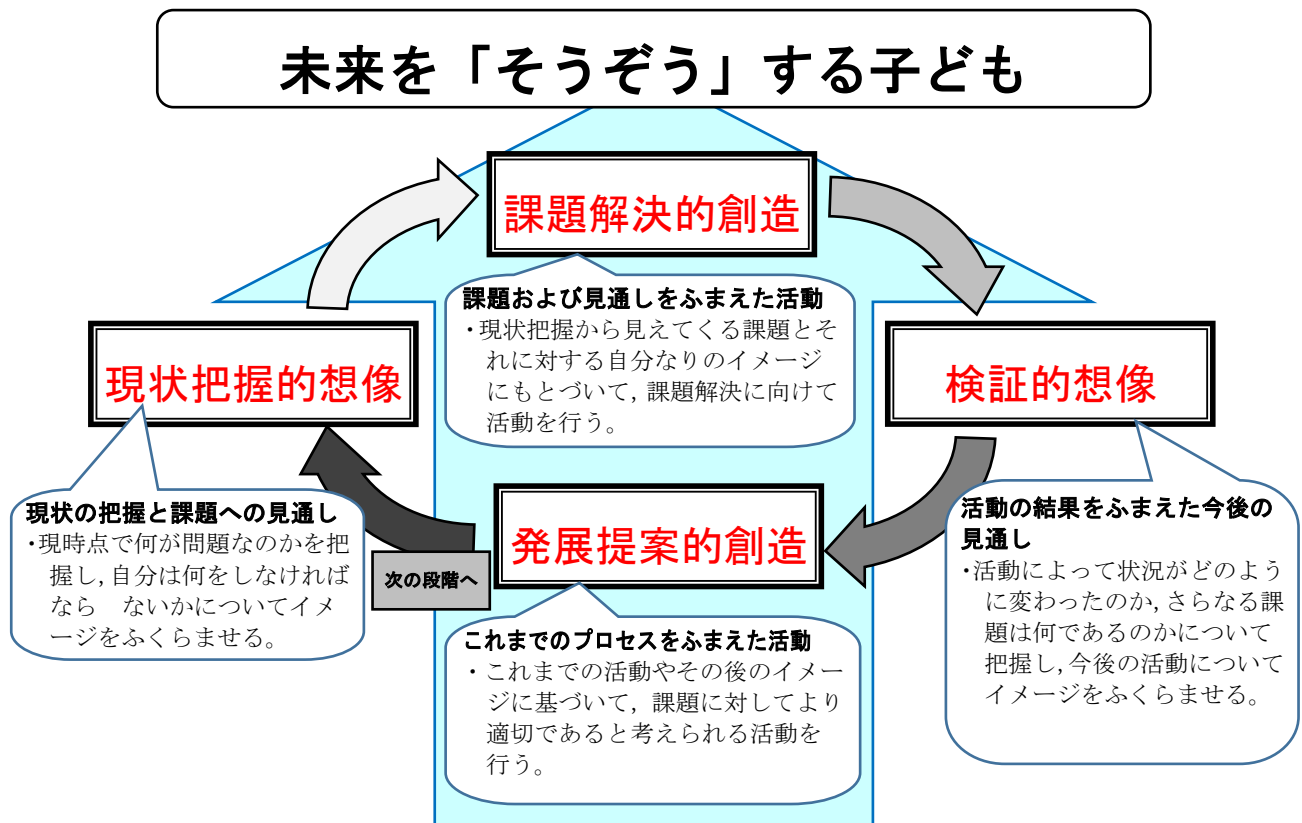 未来を「そうぞう」する子ども
課題解決的創造
課題および見通しをふまえた活動
・現状把握から見えてくる課題とそ
れに対する自分なりのイメージ
にもとづいて,課題解決に向けて
活動を行う。
現状把握的想像
検証的想像
現状の把握と課題への見通し
・現時点で何が問題なのかを把
握し,自分は何をしなければ
なら　ないかについてイメ
ージをふくらませる。
次の段階へ
発展提案的創造
これまでのプロセスをふまえた活動
・これまでの活動やその後のイメー
ジに基づいて, 課題に対してより
適切であると考えられる活動を
行う。
活動の結果をふまえた今後の
見通し
・活動によって状況がどのよう
に変わったのか,さらなる課
題は何であるのかについて
把握し,今後の活動について
イメージをふくらませる。